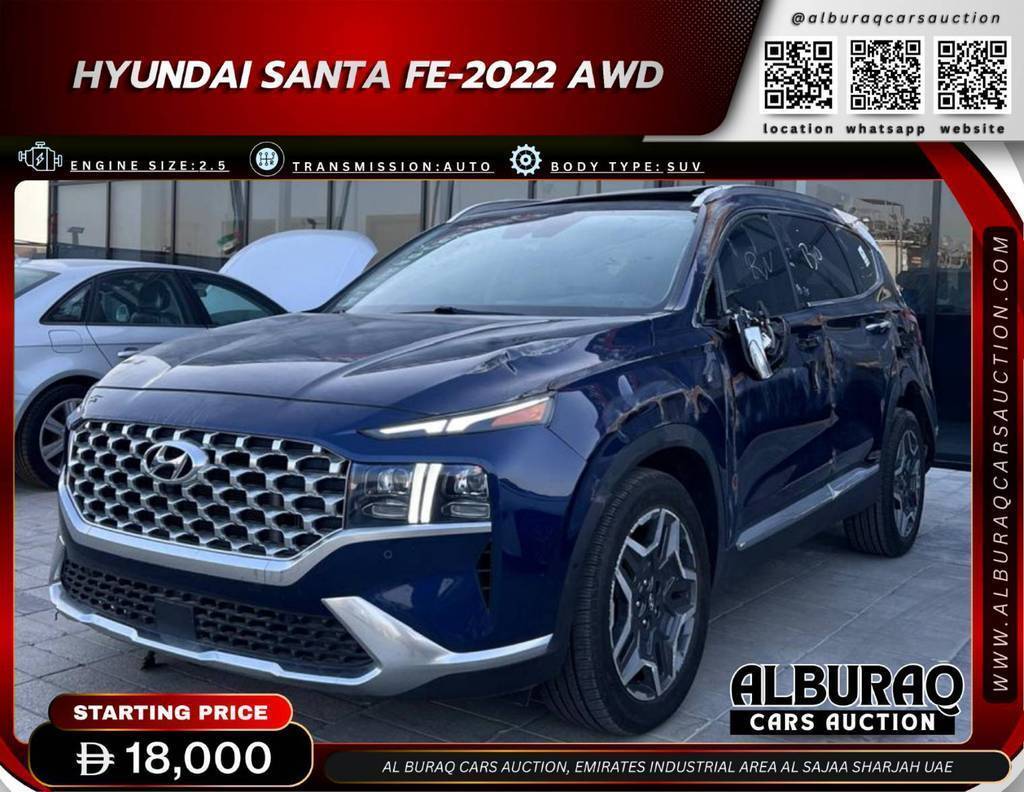 @alburaqcarsauction
HYUNDAI SANTA FE-2022 AWD
location whatsapp website
ENGINE SIZE:2.5 TRANSMISSION:AUTO BODY TYPE: SUV
WWW.ALBURAQCARSAUCTION.COM
ALBURAQ
CARS AUCTION
STARTING PRICE
18,000
AL BURAQ CARS AUCTION, EMIRATES INDUSTRIAL AREA AL SAJAA SHARJAH UAE